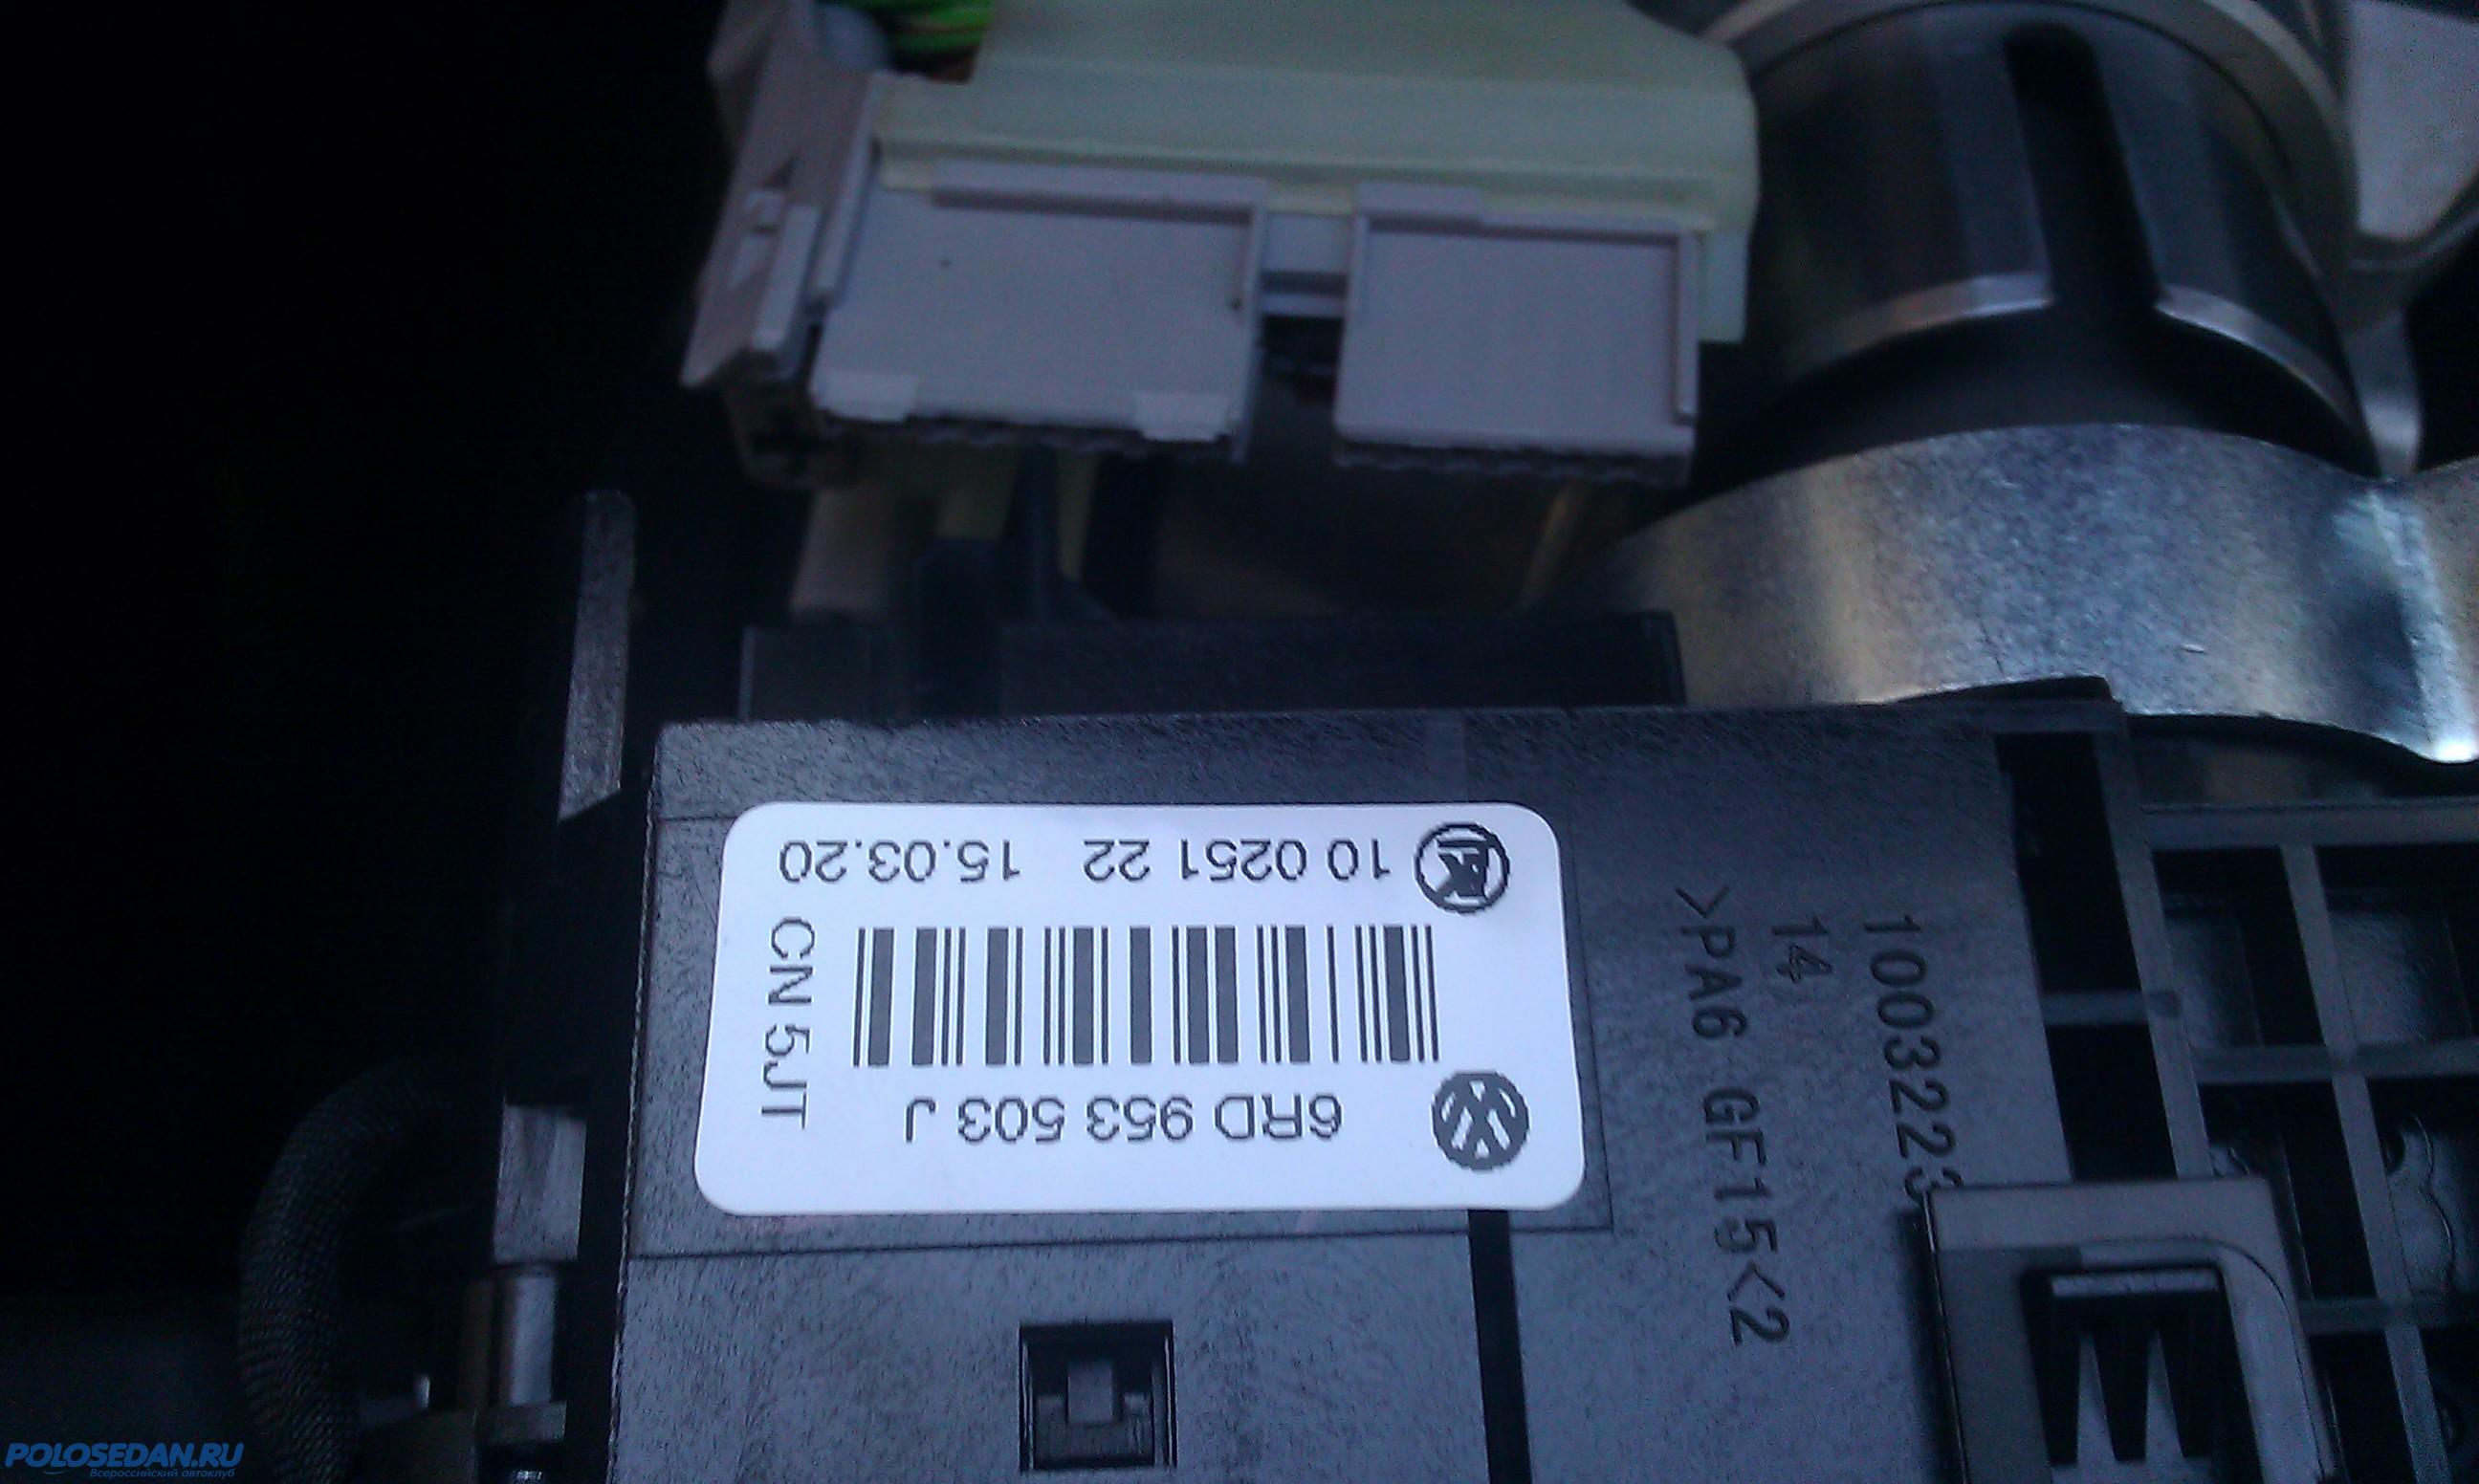 6RD 953 503 J
CN 5JT
10 0251 22 15.03.20
1003223
14
>PA6 GF15<2
POLOSEDAN.RU
Всероссийский автоклуб